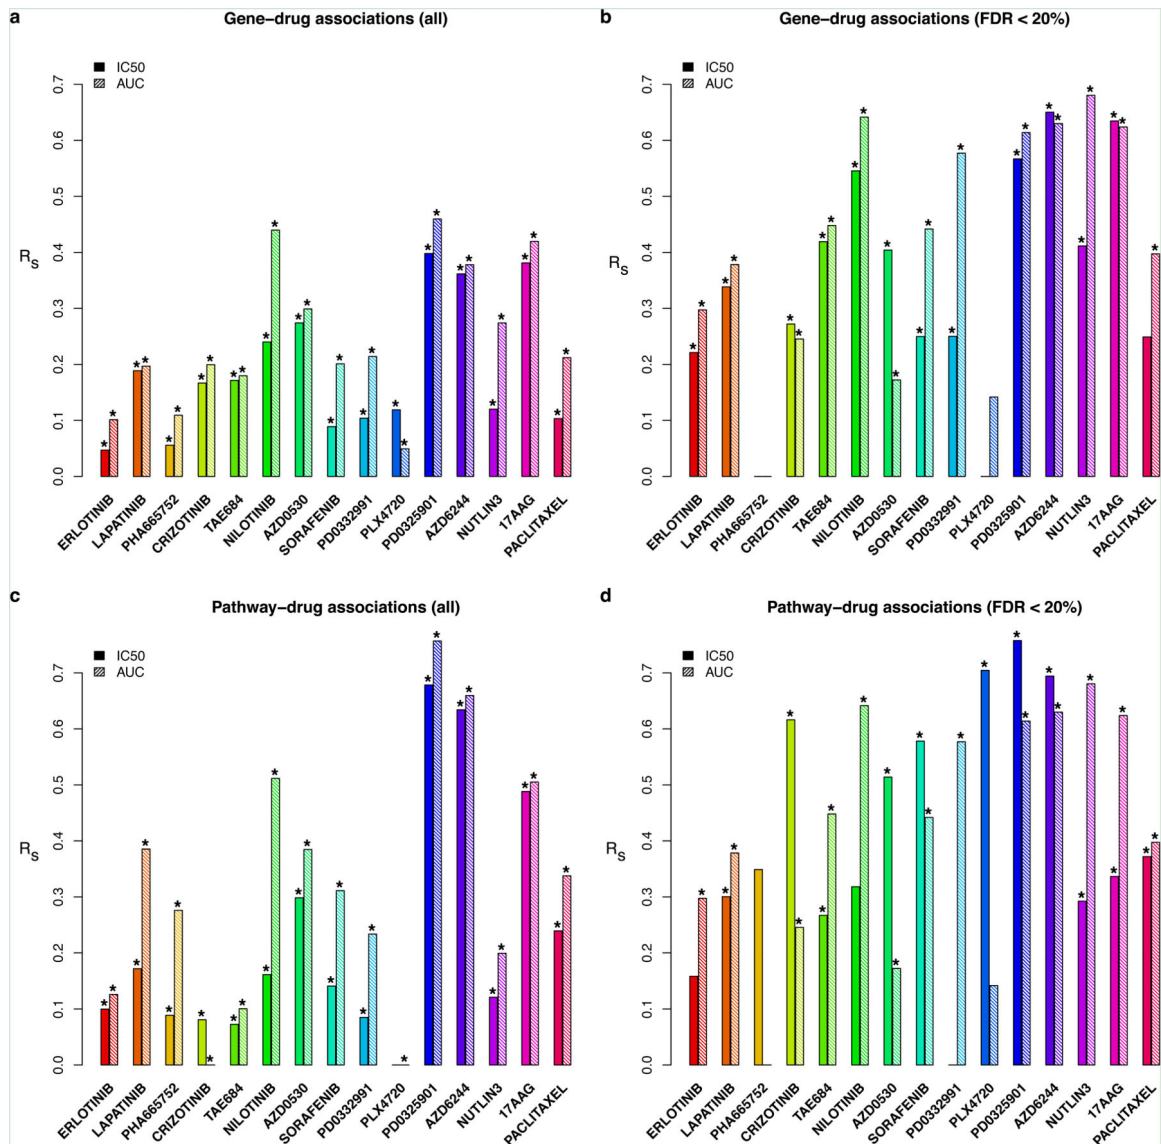 a
Gene–drug associations (all)
IC50
AUC
0.7
0.6
0.5
0.4
0.3
0.2
0.1
0.0
RS
* * * * * * * * * * * * * * * * * * * * * * * * * * * * * *
ERLOTINIB
LAPATINIB
PHA665752
CRIZOTINIB
TAE684
NILOTINIB
AZD0530
SORAFENIB
PD0332991
PLX4720
PD0325901
AZD6244
NUTLIN3
17AAG
PACLITAXEL
b
Gene–drug associations (FDR < 20%)
IC50
AUC
0.7
0.6
0.5
0.4
0.3
0.2
0.1
0.0
* * * * * * * * * * * * * * * * * * * * * * * * *
ERLOTINIB
LAPATINIB
PHA665752
CRIZOTINIB
TAE684
NILOTINIB
AZD0530
SORAFENIB
PD0332991
PLX4720
PD0325901
AZD6244
NUTLIN3
17AAG
PACLITAXEL
c
Pathway–drug associations (all)
IC50
AUC
0.7
0.6
0.5
0.4
0.3
0.2
0.1
0.0
RS
* * * * * * * * * * * * * * * * * * * * * * * * * * * * *
ERLOTINIB
LAPATINIB
PHA665752
CRIZOTINIB
TAE684
NILOTINIB
AZD0530
SORAFENIB
PD0332991
PLX4720
PD0325901
AZD6244
NUTLIN3
17AAG
PACLITAXEL
d
Pathway–drug associations (FDR < 20%)
IC50
AUC
0.7
0.6
0.5
0.4
0.3
0.2
0.1
0.0
RS
* * * * * * * * * * * * * * * * * * * * * * * *
ERLOTINIB
LAPATINIB
PHA665752
CRIZOTINIB
TAE684
NILOTINIB
AZD0530
SORAFENIB
PD0332991
PLX4720
PD0325901
AZD6244
NUTLIN3
17AAG
PACLITAXEL
RS